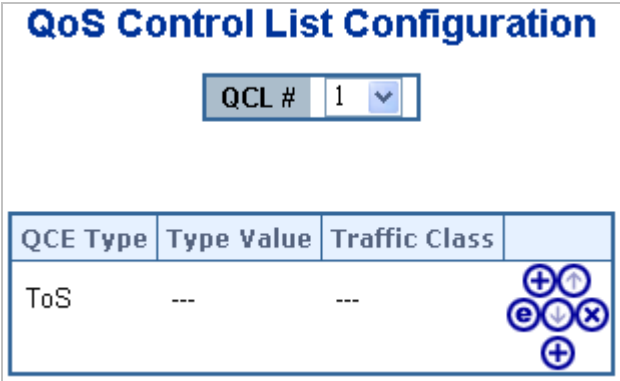 QoS Control List Configuration
QCL # 1
QCE Type Type Value Traffic Class
ToS --- ---
e